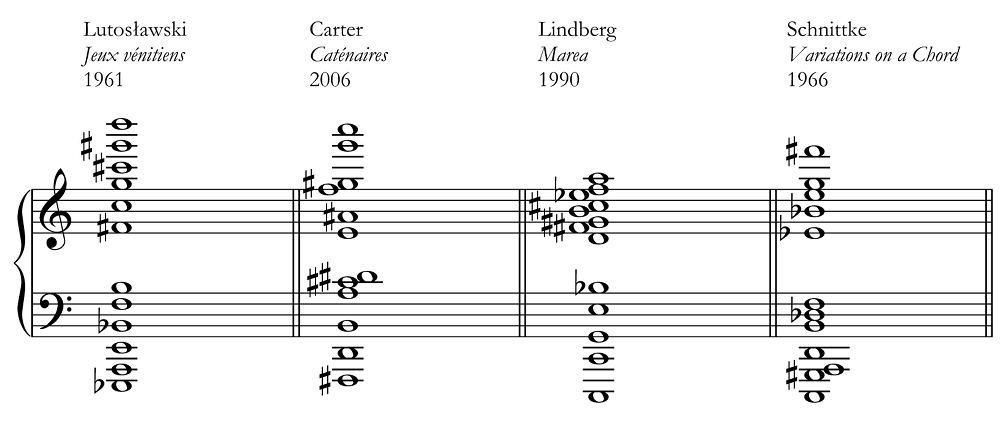 Lutosławski
Jeux vénitiens
1961
Carter
Caténaires
2006
Lindberg
Marea
1990
Schnittke
Variations on a Chord
1966